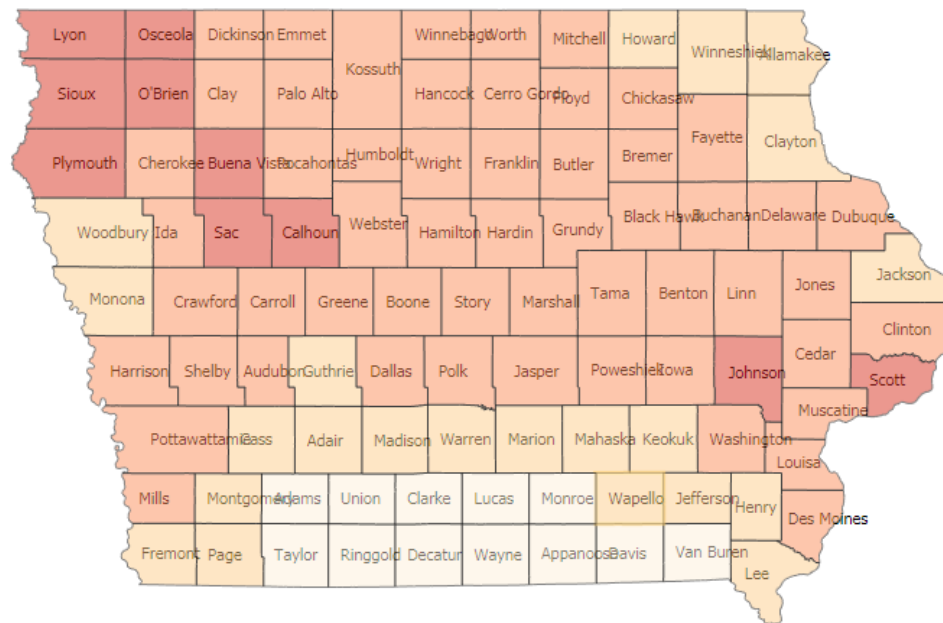 Lyon Osceola Dickinson Emmet Winnebago Worth Mitchell Howard Winneshiek Allamakee
Kossuth
Sioux O'Brien Clay Palo Alto Hancock Cerro Gordo Floyd Chickasaw
Fayette Clayton
Plymouth Cherokee Buena Vista Pocahontas Humboldt Wright Franklin Butler Bremer
Woodbury Ida Sac Calhoun Webster Hamilton Hardin Grundy Black Hawk Buchanan Delaware Dubuque
Monona Crawford Carroll Greene Boone Story Marshall Tama Benton Linn Jones Jackson
Clinton
Harrison Shelby Audubon Guthrie Dallas Polk Jasper Poweshiek Iowa Johnson Cedar Scott
Muscatine
Pottawattamie Cass Adair Madison Warren Marion Mahaska Keokuk Washington
Louisa
Mills Montgomery Adams Union Clarke Lucas Monroe Wapello Jefferson Henry Des Moines
Fremont Page Taylor Ringgold Decatur Wayne Appanoose Davis Van Buren
Lee